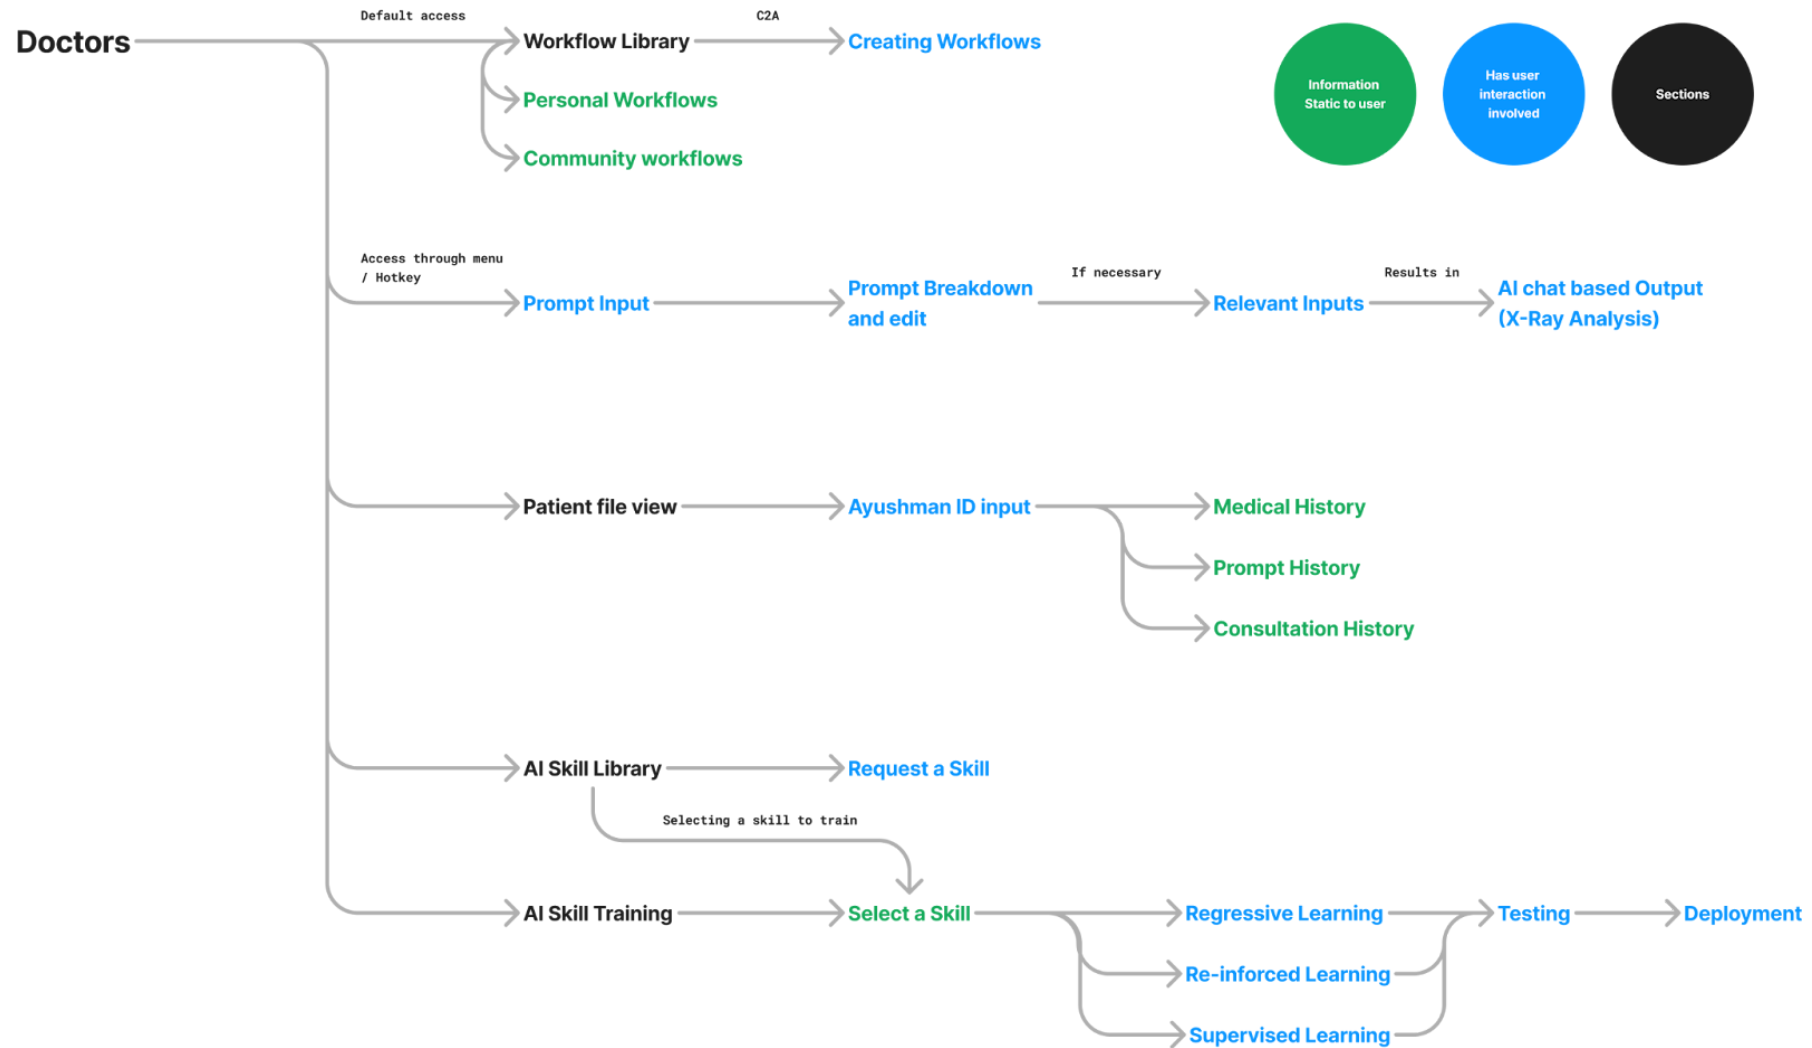 Default access
C2A
Doctors
Workflow Library
Creating Workflows
Personal Workflows
Community workflows
Information
Static to user
Has user
interaction
involved
Sections
Access through menu
/ Hotkey
Prompt Input
Prompt Breakdown
and edit
If necessary
Relevant Inputs
Results in
AI chat based Output
(X-Ray Analysis)
Patient file view
Ayushman ID input
Medical History
Prompt History
Consultation History
AI Skill Library
Request a Skill
Selecting a skill to train
AI Skill Training
Select a Skill
Regressive Learning
Testing
Deployment
Re-inforced Learning
Supervised Learning